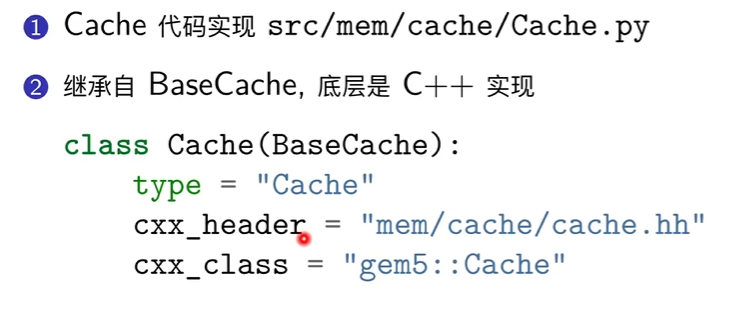 1 Cache 代码实现 src/mem/cache/Cache.py
2 继承自 BaseCache, 底层是 C++ 实现
class Cache(BaseCache):
    type = "Cache"
    cxx_header = "mem/cache/cache.hh"
    cxx_class = "gem5::Cache"